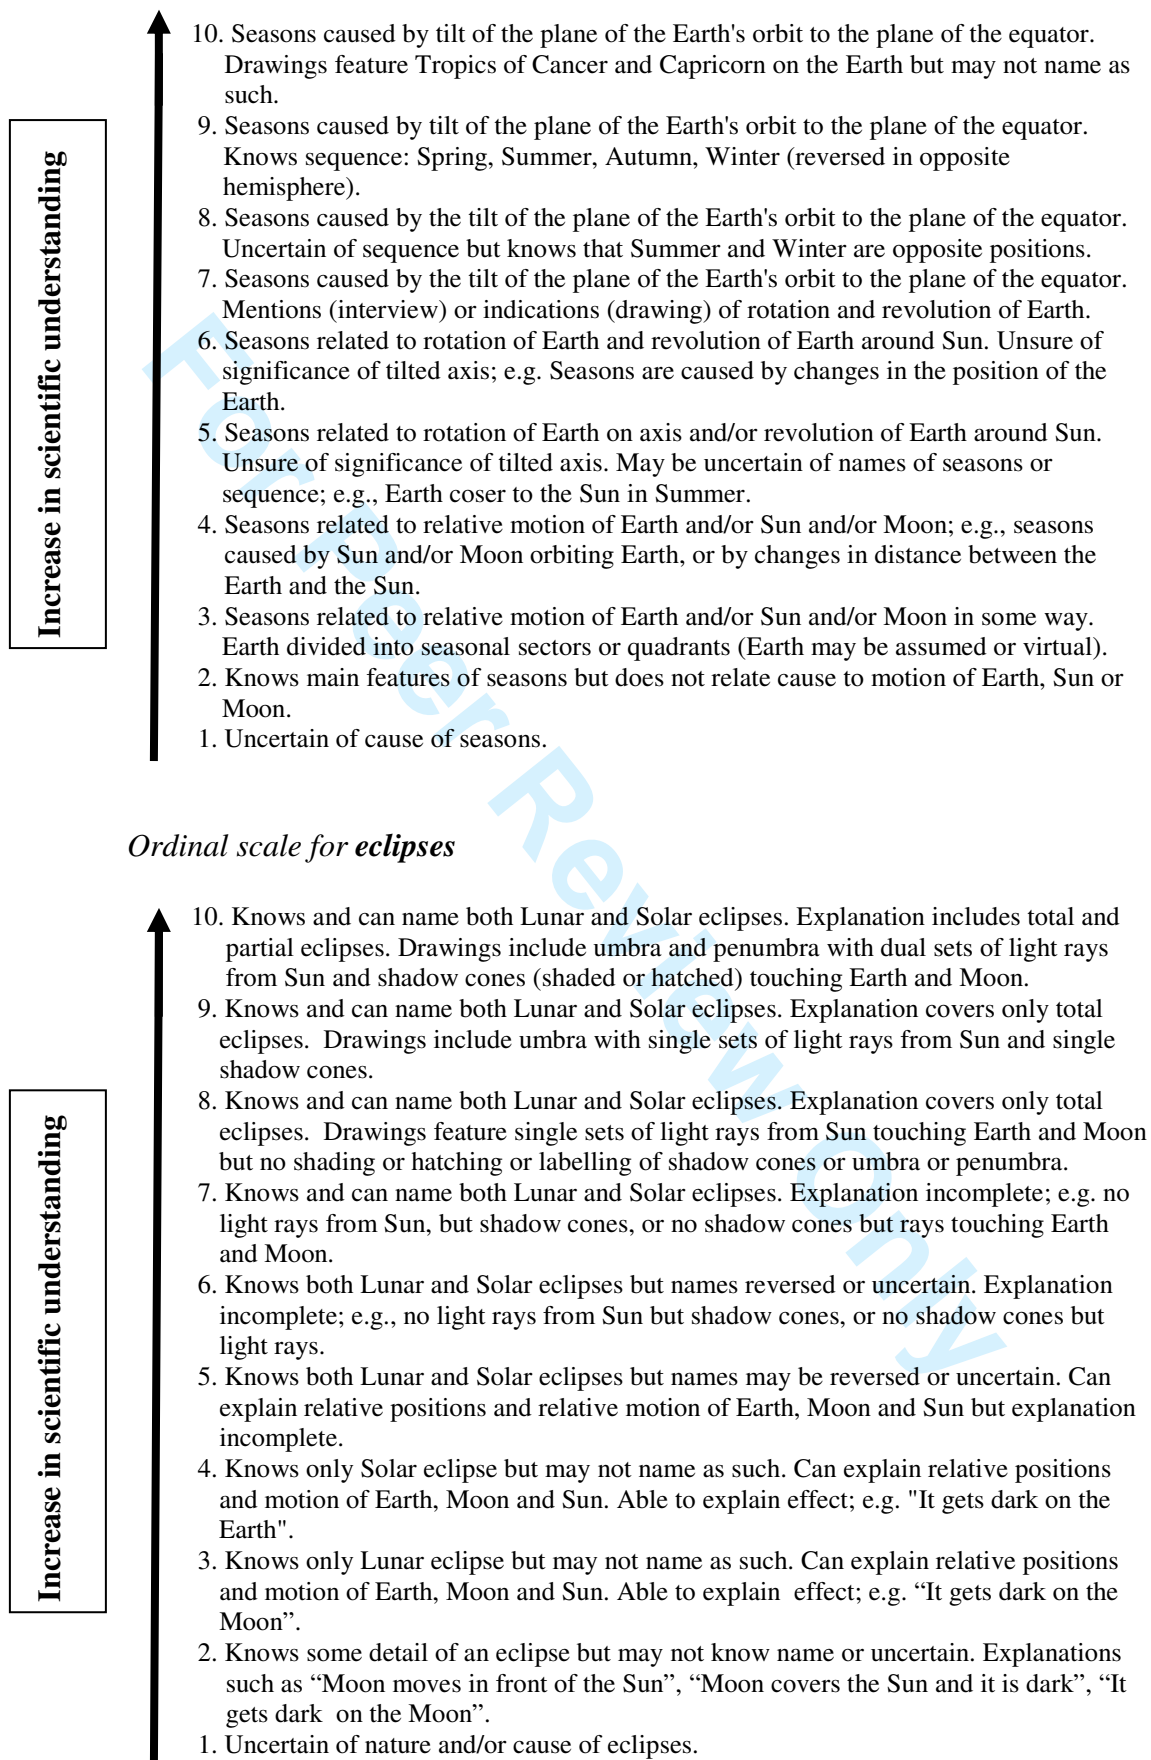 10. Seasons caused by tilt of the plane of the Earth's orbit to the plane of the equator.
Drawings feature Tropics of Cancer and Capricorn on the Earth but may not name as
such.
9. Seasons caused by tilt of the plane of the Earth's orbit to the plane of the equator.
Knows sequence: Spring, Summer, Autumn, Winter (reversed in opposite
hemisphere).
8. Seasons caused by the tilt of the plane of the Earth's orbit to the plane of the equator.
Uncertain of sequence but knows that Summer and Winter are opposite positions.
7. Seasons caused by the tilt of the plane of the Earth's orbit to the plane of the equator.
Mentions (interview) or indications (drawing) of rotation and revolution of Earth.
6. Seasons related to rotation of Earth and revolution of Earth around Sun. Unsure of
significance of tilted axis; e.g. Seasons are caused by changes in the position of the
Earth.
5. Seasons related to rotation of Earth on axis and/or revolution of Earth around Sun.
Unsure of significance of tilted axis. May be uncertain of names of seasons or
sequence; e.g., Earth coser to the Sun in Summer.
4. Seasons related to relative motion of Earth and/or Sun and/or Moon; e.g., seasons
caused by Sun and/or Moon orbiting Earth, or by changes in distance between the
Earth and the Sun.
3. Seasons related to relative motion of Earth and/or Sun and/or Moon in some way.
Earth divided into seasonal sectors or quadrants (Earth may be assumed or virtual).
2. Knows main features of seasons but does not relate cause to motion of Earth, Sun or
Moon.
1. Uncertain of cause of seasons.
Increase in scientific understanding
Ordinal scale for eclipses
10. Knows and can name both Lunar and Solar eclipses. Explanation includes total and
partial eclipses. Drawings include umbra and penumbra with dual sets of light rays
from Sun and shadow cones (shaded or hatched) touching Earth and Moon.
9. Knows and can name both Lunar and Solar eclipses. Explanation covers only total
eclipses. Drawings include umbra with single sets of light rays from Sun and single
shadow cones.
8. Knows and can name both Lunar and Solar eclipses. Explanation covers only total
eclipses. Drawings feature single sets of light rays from Sun touching Earth and Moon
but no shading or hatching or labelling of shadow cones or umbra or penumbra.
7. Knows and can name both Lunar and Solar eclipses. Explanation incomplete; e.g. no
light rays from Sun, but shadow cones, or no shadow cones but rays touching Earth
and Moon.
6. Knows both Lunar and Solar eclipses but names reversed or uncertain. Explanation
incomplete; e.g., no light rays from Sun but shadow cones, or no shadow cones but
light rays.
5. Knows both Lunar and Solar eclipses but names may be reversed or uncertain. Can
explain relative positions and relative motion of Earth, Moon and Sun but explanation
incomplete.
4. Knows only Solar eclipse but may not name as such. Can explain relative positions
and motion of Earth, Moon and Sun. Able to explain effect; e.g. "It gets dark on the
Earth".
3. Knows only Lunar eclipse but may not name as such. Can explain relative positions
and motion of Earth, Moon and Sun. Able to explain effect; e.g. “It gets dark on the
Moon”.
2. Knows some detail of an eclipse but may not know name or uncertain. Explanations
such as “Moon moves in front of the Sun”, “Moon covers the Sun and it is dark”, “It
gets dark on the Moon”.
1. Uncertain of nature and/or cause of eclipses.
Increase in scientific understanding
For Peer Review Only